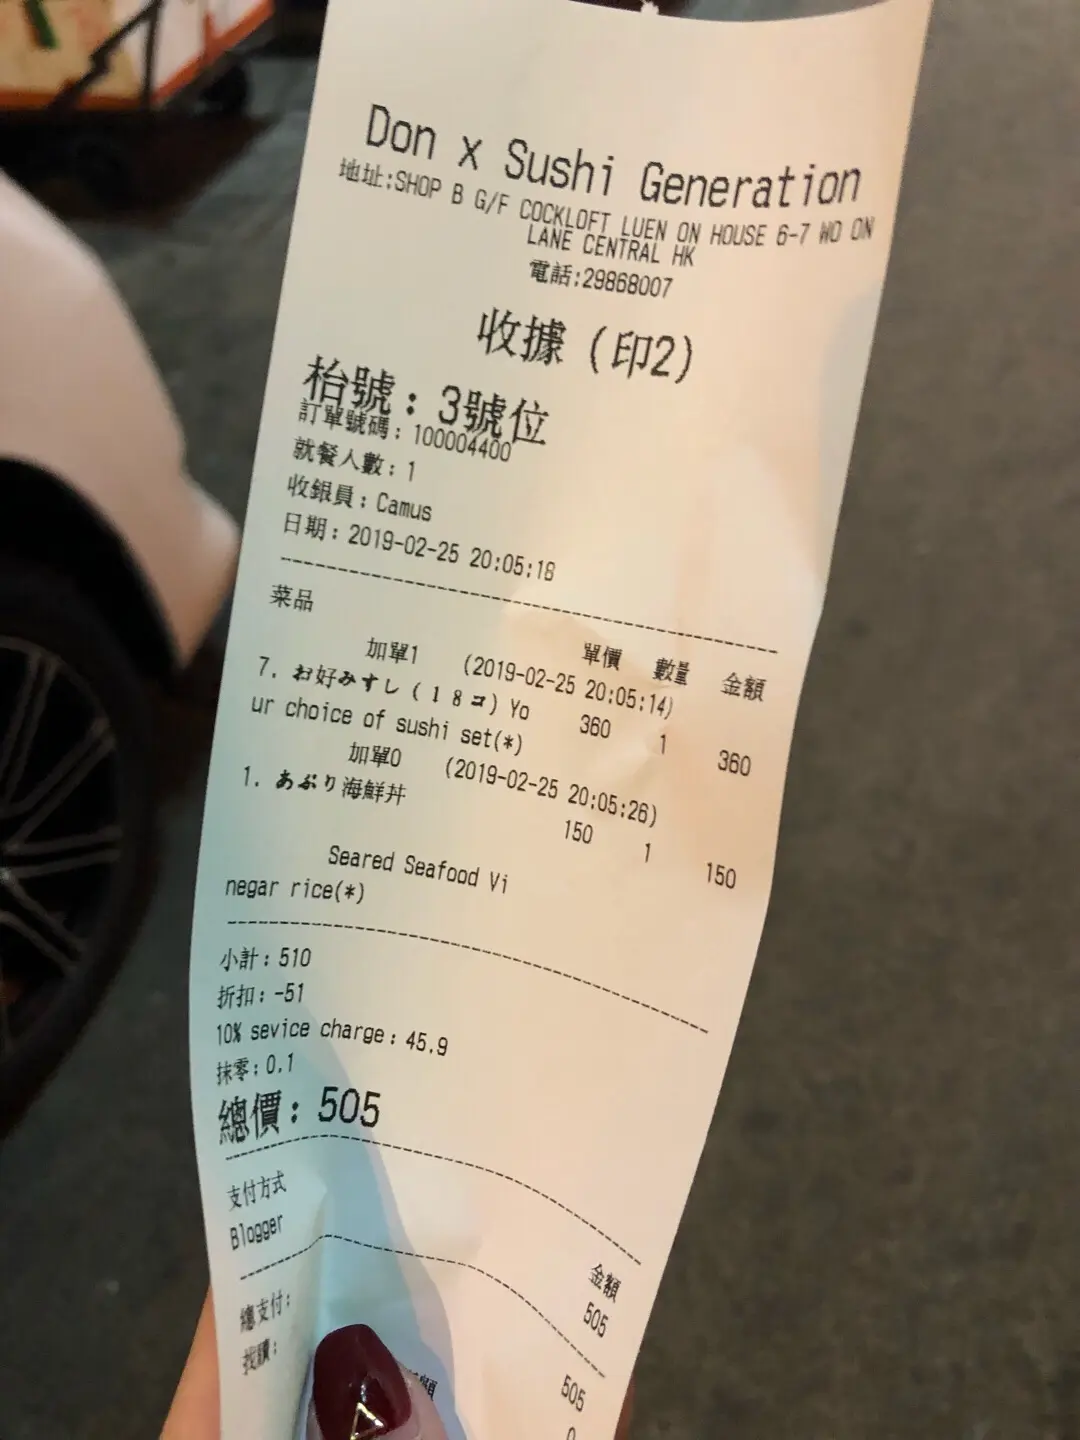 Don x Sushi Generation
地址:SHOP B G/F COCKLOFT LUEN ON HOUSE 6-7 WO ON
LANE CENTRAL HK
電話:29868007
收據 (印2)
枱號: 3號位
訂單號碼: 100004400
就餐人數: 1
收銀員: Camus
日期: 2019-02-25 20:05:18
菜品 單價 數量 金額
加單1 (2019-02-25 20:05:14)
7. お好みすし (18コ) Yo 360 1 360
ur choice of sushi set(*)
加單0 (2019-02-25 20:05:26)
1. あぶり海鮮丼 150 1 150
Seared Seafood Vi
negar rice(*)
小計: 510
折扣: -51
10% sevice charge: 45.9
抹零: 0.1
總價: 505
支付方式 金額
Blogger 505
總支付: 505
找贖: 0